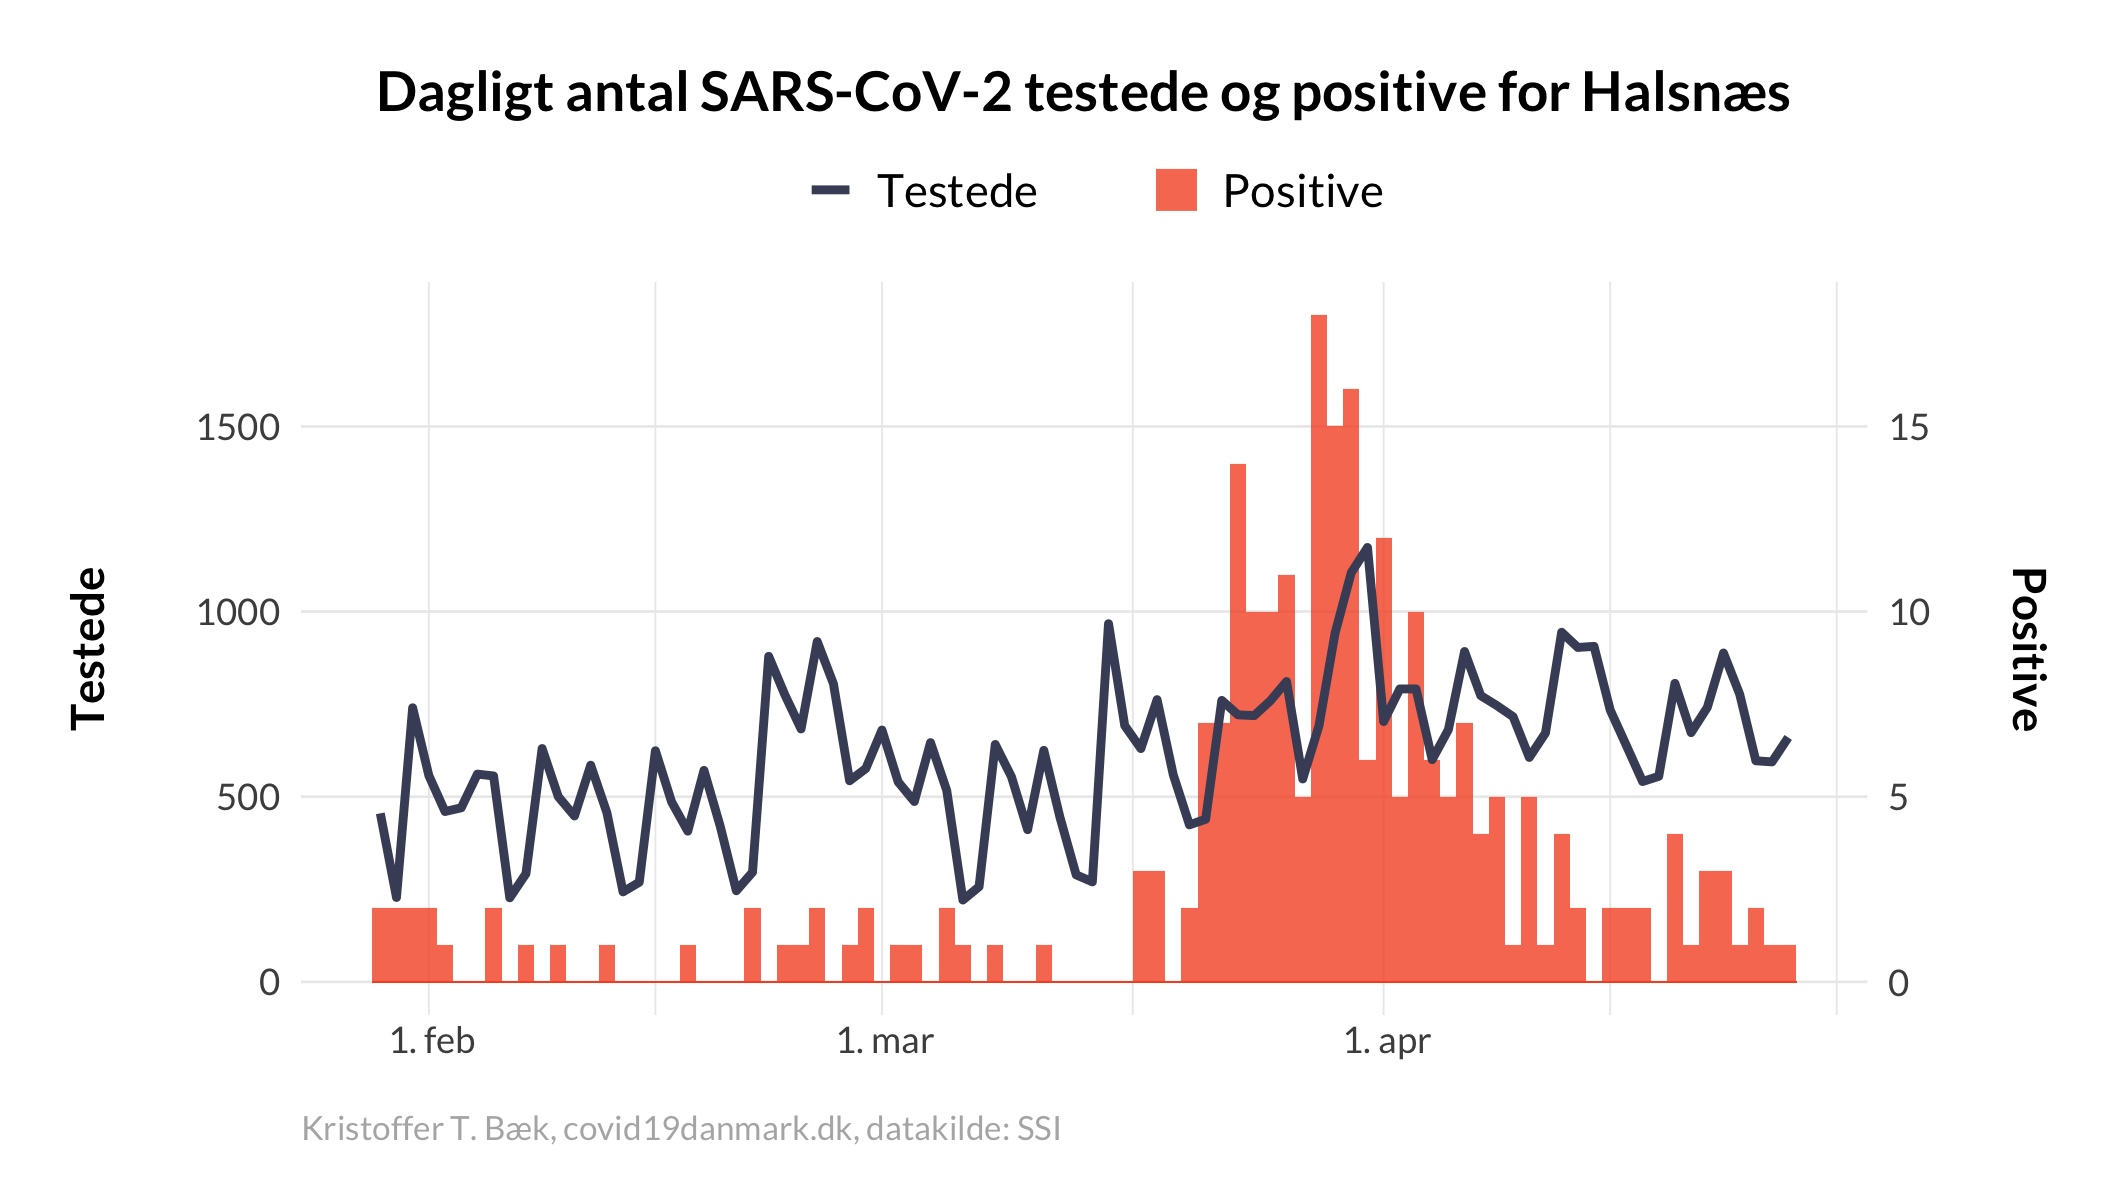 Dagligt antal SARS-CoV-2 testede og positive for Halsnæs
Testede
Positive
1500
1000
500
0
15
10
5
0
Testede
Positive
1. feb
1. mar
1. apr
Kristoffer T. Bæk, covid19danmark.dk, datakilde: SSI